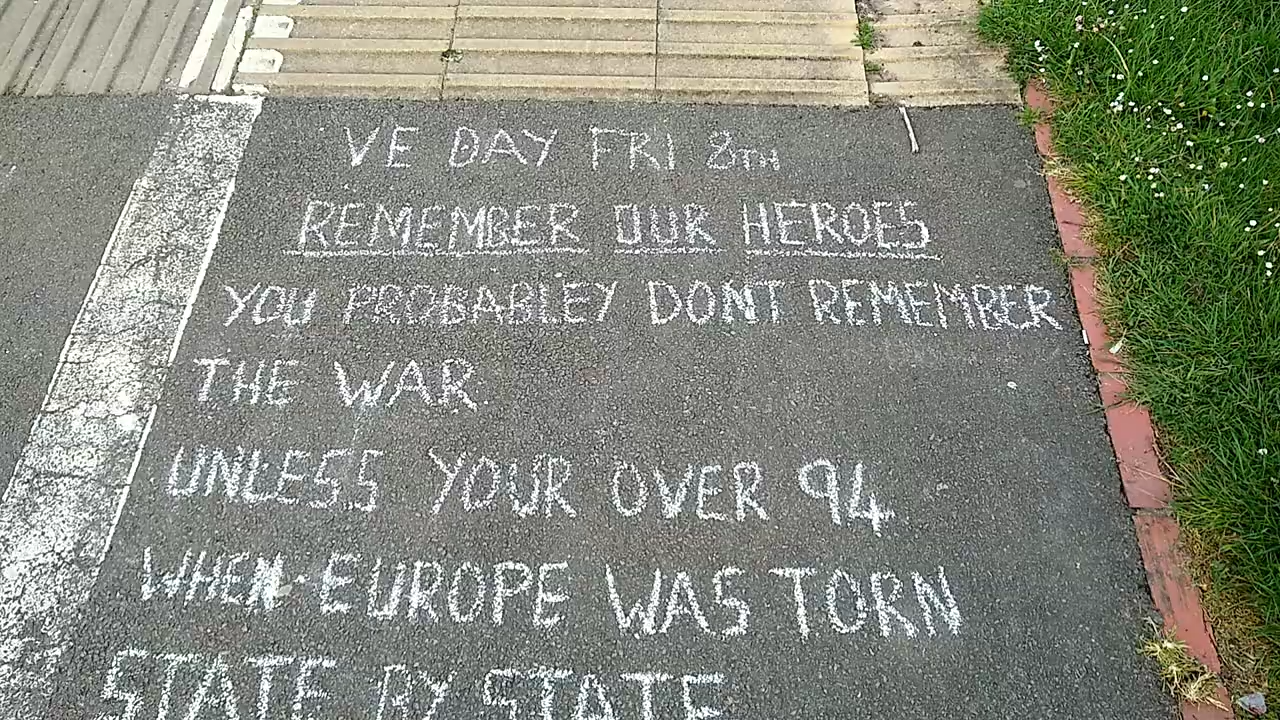 VE DAY FRI 8TH
REMEMBER OUR HEROES
YOU PROBABLEY DONT REMEMBER
THE WAR
UNLESS YOUR OVER 94
WHEN EUROPE WAS TORN
STATE BY STATE